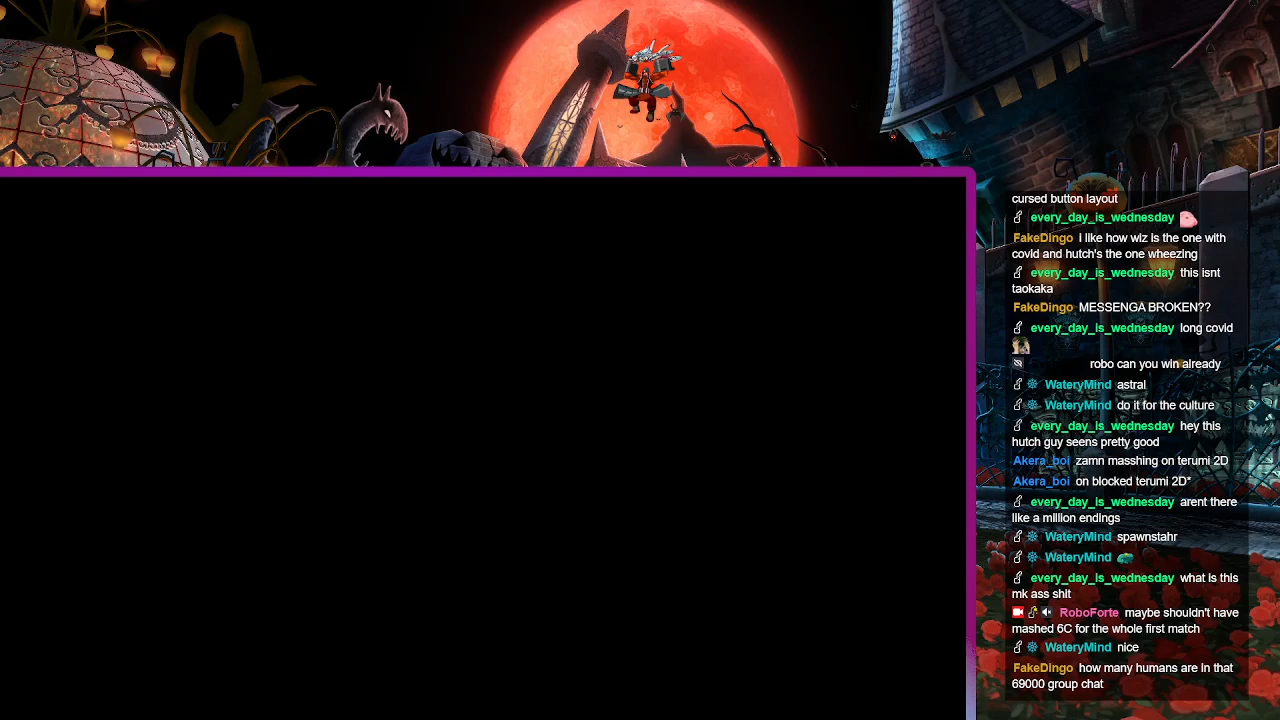 cursed button layout
every_day_is_wednesday
FakeDingo I like how wiz is the one with
covid and hutch's the one wheezing
every_day_is_wednesday this isnt
taokaka
FakeDingo MESSENGA BROKEN??
every_day_is_wednesday long covid
robo can you win already
WateryMind astral
WateryMind do it for the culture
every_day_is_wednesday hey this
hutch guy seens pretty good
Akera_boi zamn masshing on terumi 2D
Akera_boi on blocked terumi 2D*
every_day_is_wednesday arent there
like a million endings
WateryMind spawnstahr
WateryMind
every_day_is_wednesday what is this
mk ass shit
RoboForte maybe shouldn't have
mashed 6C for the whole first match
WateryMind nice
FakeDingo how many humans are in that
69000 group chat